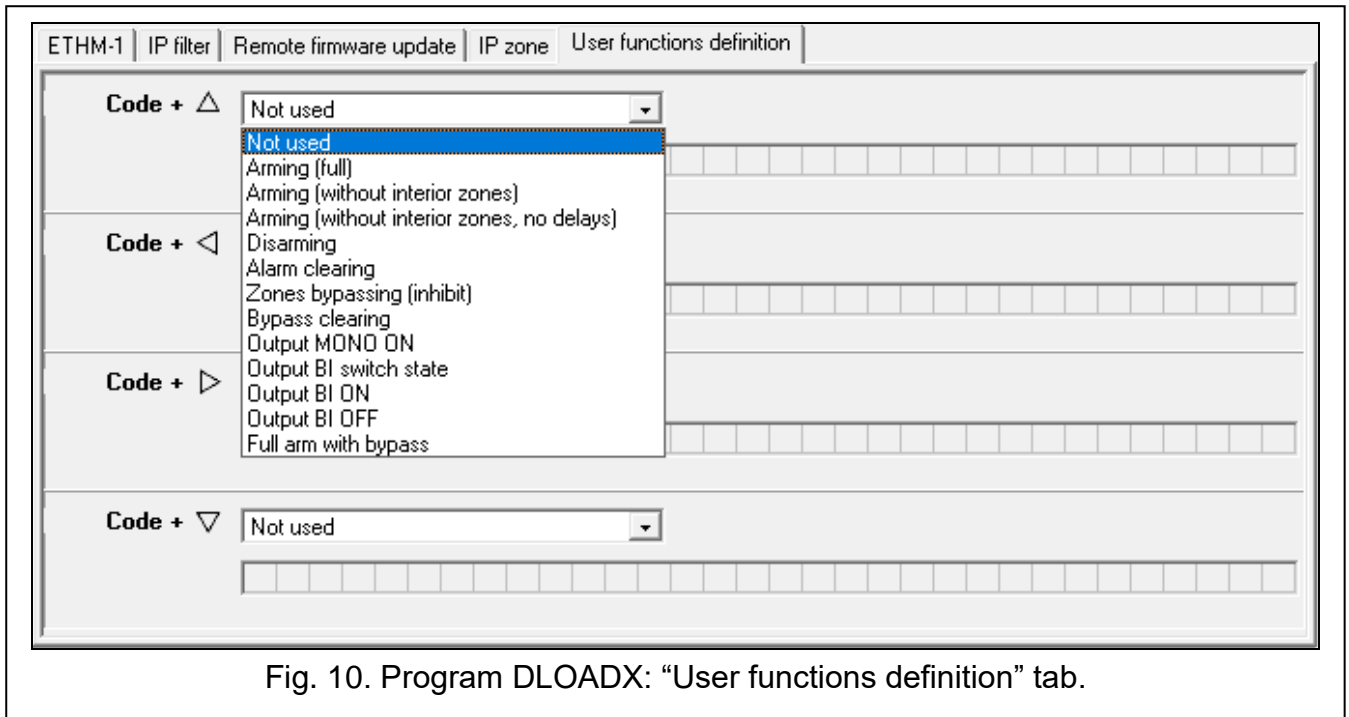 ETHM-1 IP filter Remote firmware update IP zone User functions definition
Code + △ Not used
Not used
Arming (full)
Arming (without interior zones)
Arming (without interior zones, no delays)
Code + ◁ Disarming
Alarm clearing
Zones bypassing (inhibit)
Bypass clearing
Output MONO ON
Output BI switch state
Code + ▷ Output BI ON
Output BI OFF
Full arm with bypass
Code + ▽ Not used
Fig. 10. Program DLOADX: “User functions definition” tab.